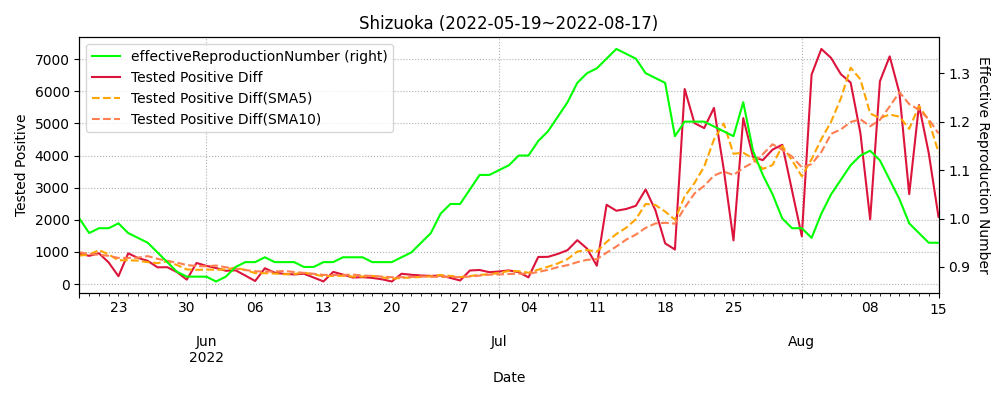 Shizuoka (2022-05-19~2022-08-17)
effectiveReproductionNumber (right)
Tested Positive Diff
Tested Positive Diff(SMA5)
Tested Positive Diff(SMA10)
Tested Positive
7000
6000
5000
4000
3000
2000
1000
0
1.3
1.2
1.1
1.0
0.9
Effective Reproduction Number
23 30 06 13 20 27 04 11 18 25 08 15
Jun Jul Aug
2022
Date